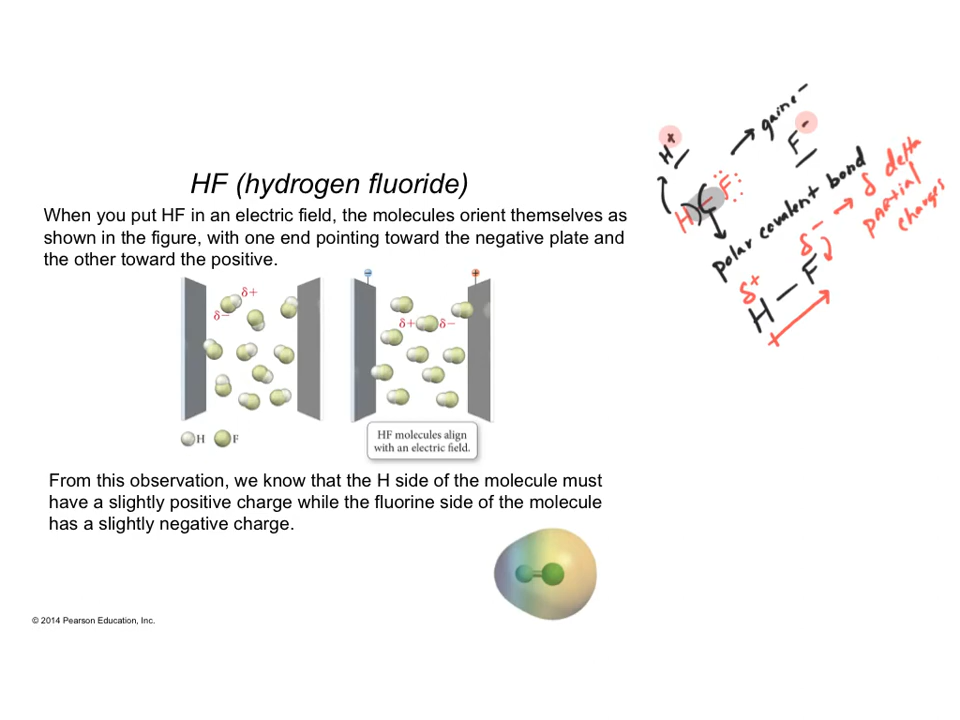 HF (hydrogen fluoride)
When you put HF in an electric field, the molecules orient themselves as
shown in the figure, with one end pointing toward the negative plate and
the other toward the positive.
δ+
δ−
H
F
−
+
δ+
δ−
HF molecules align
with an electric field.
From this observation, we know that the H side of the molecule must
have a slightly positive charge while the fluorine side of the molecule
has a slightly negative charge.
© 2014 Pearson Education, Inc.
H+
→ gains −
F−
H – F
polar covalent bond
δ− → δ delta
partial
charges
δ+
H — F